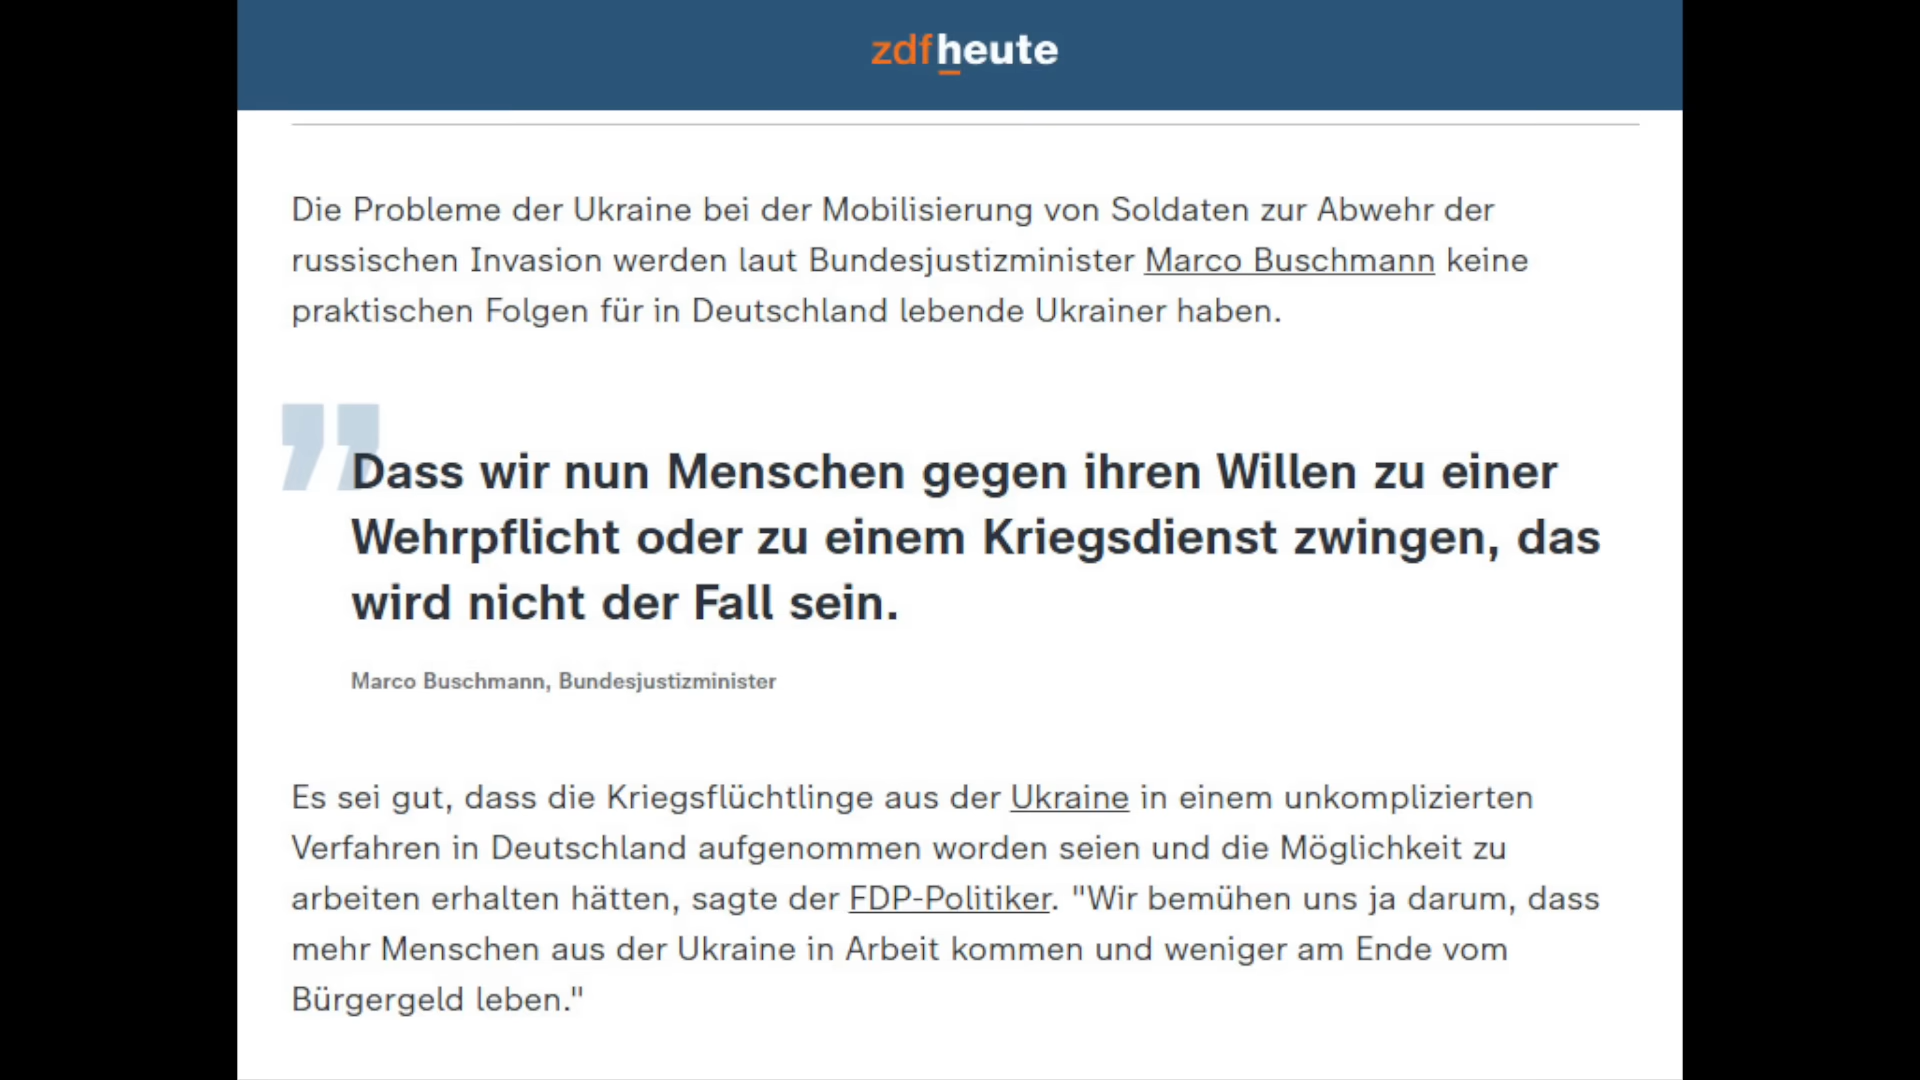 zdfheute
Die Probleme der Ukraine bei der Mobilisierung von Soldaten zur Abwehr der
russischen Invasion werden laut Bundesjustizminister Marco Buschmann keine
praktischen Folgen für in Deutschland lebende Ukrainer haben.
"
Dass wir nun Menschen gegen ihren Willen zu einer
Wehrpflicht oder zu einem Kriegsdienst zwingen, das
wird nicht der Fall sein.
Marco Buschmann, Bundesjustizminister
Es sei gut, dass die Kriegsflüchtlinge aus der Ukraine in einem unkomplizierten
Verfahren in Deutschland aufgenommen worden seien und die Möglichkeit zu
arbeiten erhalten hätten, sagte der FDP-Politiker. "Wir bemühen uns ja darum, dass
mehr Menschen aus der Ukraine in Arbeit kommen und weniger am Ende vom
Bürgergeld leben."